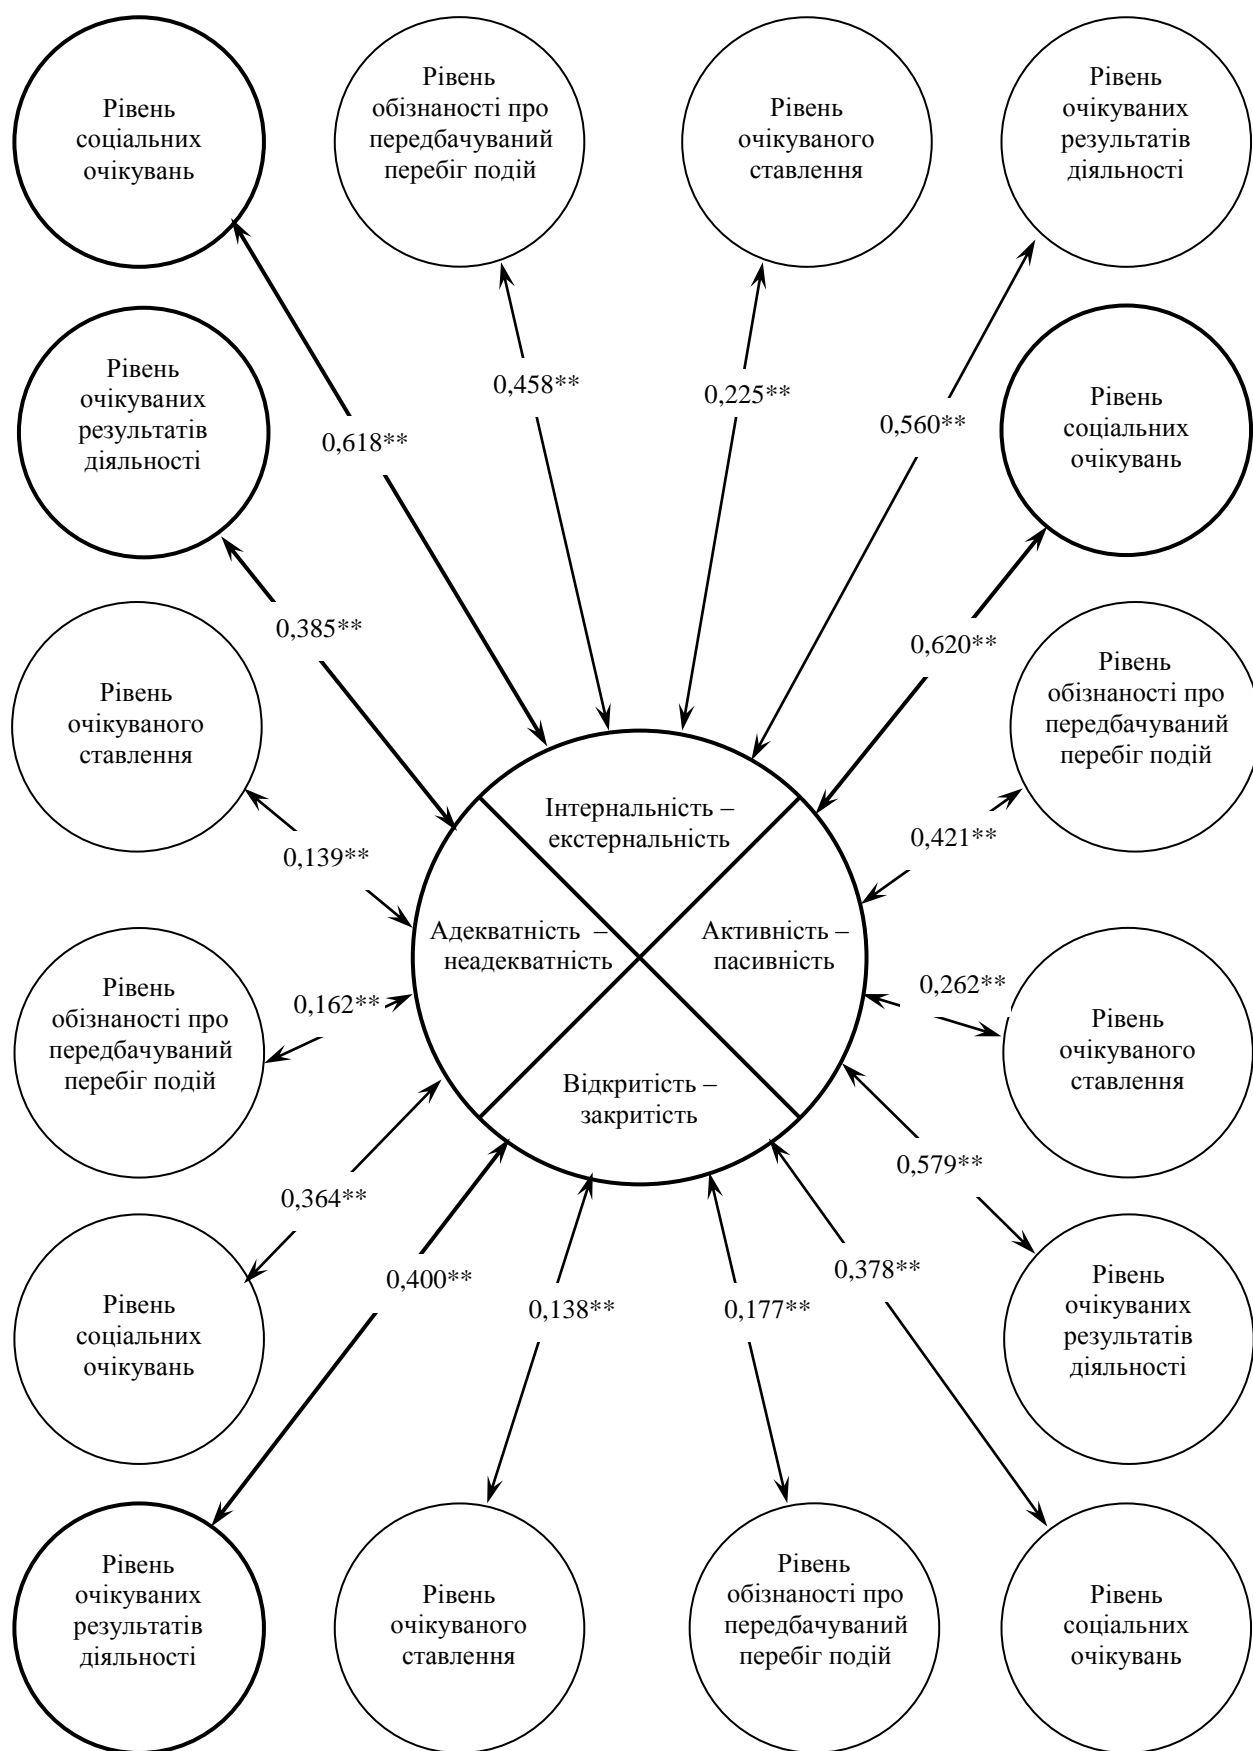 Рівень
соціальних
очікувань
Рівень
обізнаності про
передбачуваний
перебіг подій
Рівень
очікуваного
ставлення
Рівень
очікуваних
результатів
діяльності
0,618**
0,458**
0,225**
0,560**
Рівень
очікуваних
результатів
діяльності
Рівень
соціальних
очікувань
0,385**
0,620**
Рівень
очікуваного
ставлення
Рівень
обізнаності про
передбачуваний
перебіг подій
0,139**
0,421**
Інтернальність –
екстернальність
Адекватність –
неадекватність
Активність –
пасивність
Відкритість –
закритість
Рівень
обізнаності про
передбачуваний
перебіг подій
0,162**
0,262**
Рівень
очікуваного
ставлення
0,364**
0,579**
Рівень
соціальних
очікувань
Рівень
очікуваних
результатів
діяльності
0,400**
0,138**
0,177**
0,378**
Рівень
очікуваних
результатів
діяльності
Рівень
очікуваного
ставлення
Рівень
обізнаності про
передбачуваний
перебіг подій
Рівень
соціальних
очікувань